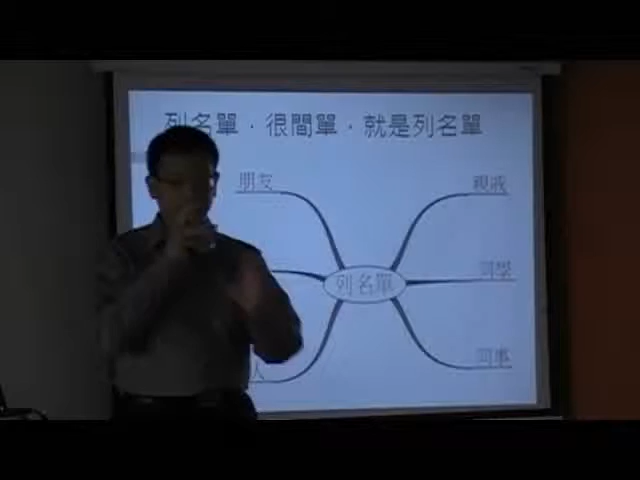 列名單，很簡單，就是列名單
朋友
親戚
列名單
同學
人
同事